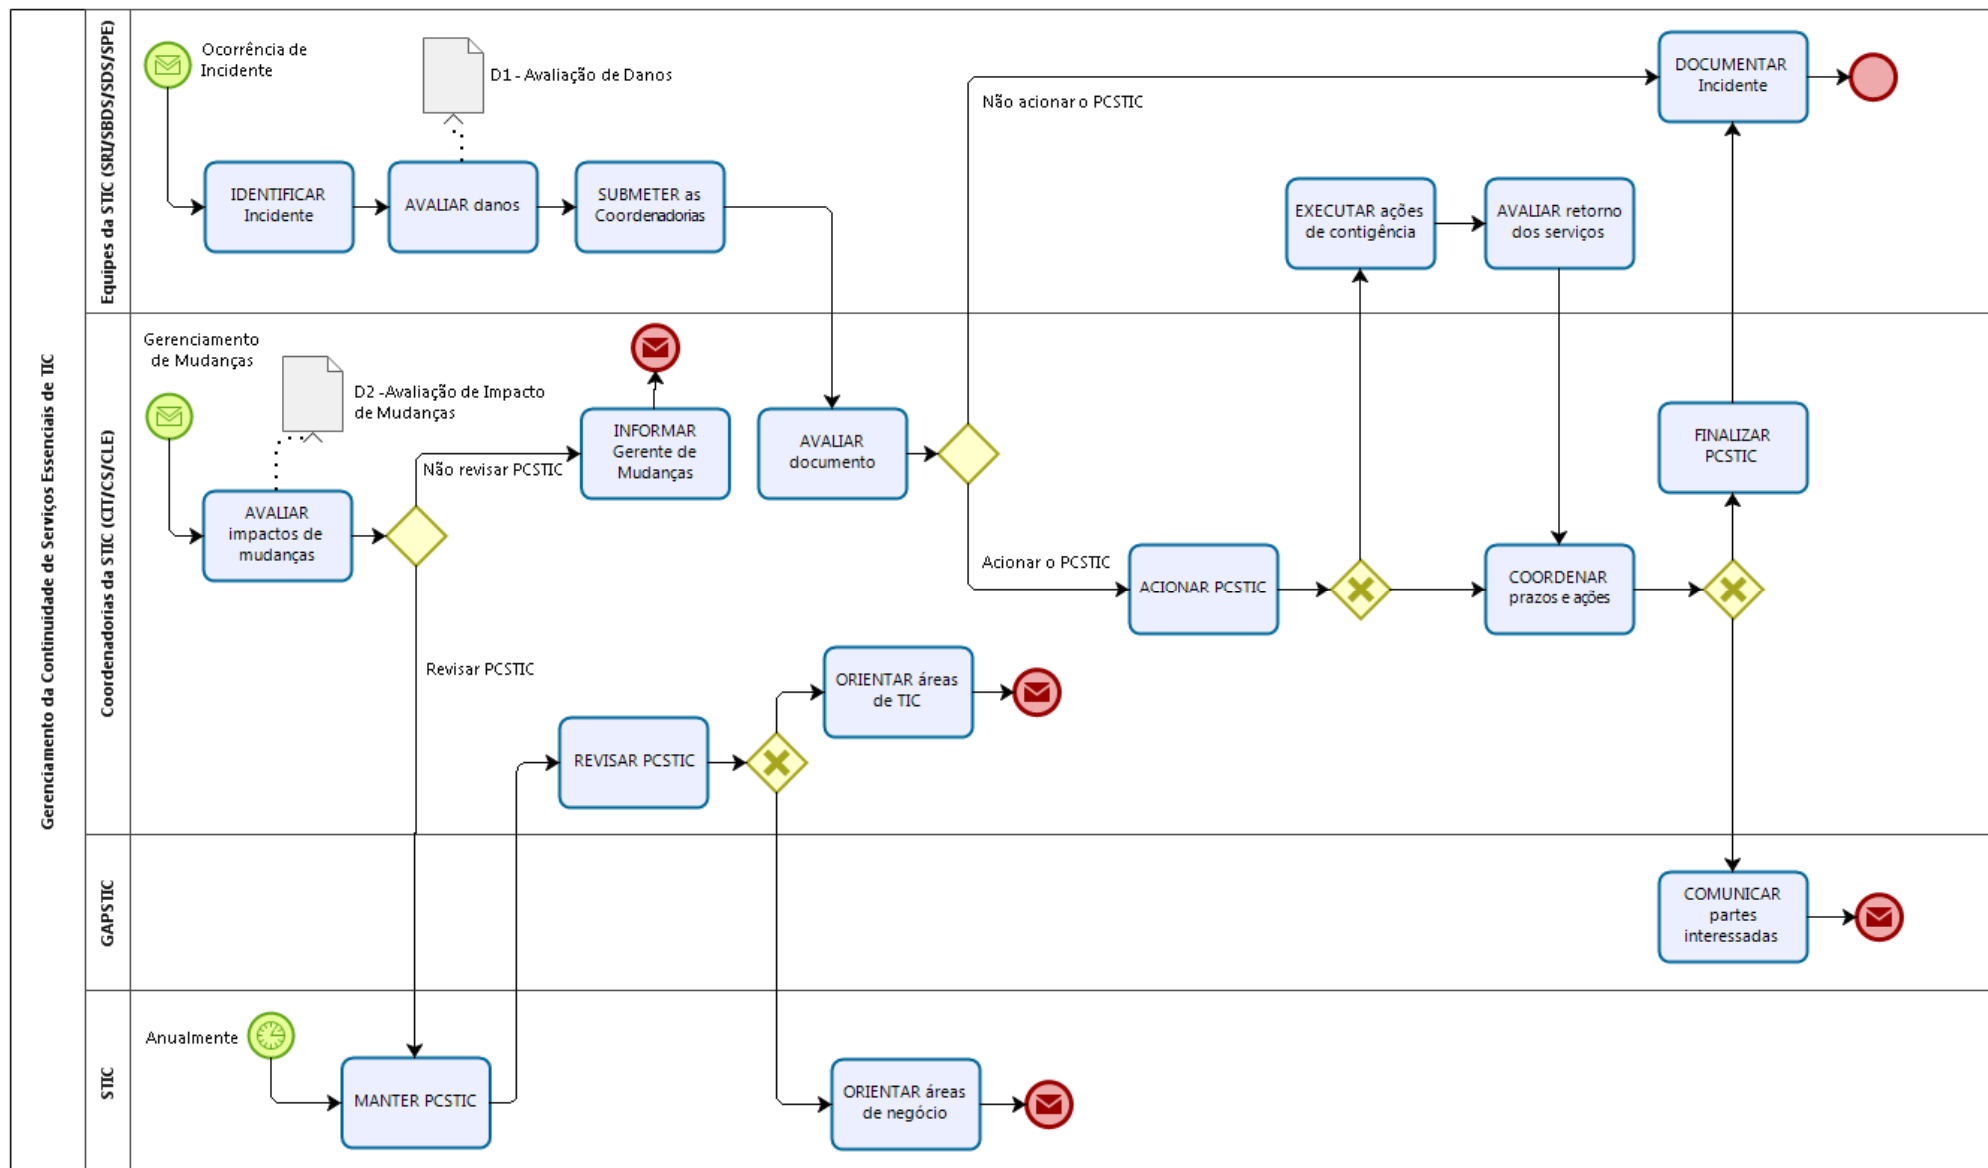 Gerenciamento da Continuidade de Serviços Essenciais de TIC
Equipes da STIC (SRI/SBDS/SDS/SPE)
Ocorrência de
Incidente
D1 - Avaliação de Danos
IDENTIFICAR
Incidente
AVALIAR danos
SUBMETER as
Coordenadorias
Não acionar o PCSTIC
EXECUTAR ações
de contigência
AVALIAR retorno
dos serviços
DOCUMENTAR
Incidente
Coordenadorias da STIC (CIT/CS/CLE)
Gerenciamento
de Mudanças
D2 -Avaliação de Impacto
de Mudanças
AVALIAR
impactos de
mudanças
Não revisar PCSTIC
INFORMAR
Gerente de
Mudanças
AVALIAR
documento
Acionar o PCSTIC
ACIONAR PCSTIC
COORDENAR
prazos e ações
FINALIZAR
PCSTIC
Revisar PCSTIC
REVISAR PCSTIC
ORIENTAR áreas
de TIC
GAPSTIC
COMUNICAR
partes
interessadas
STIC
Anualmente
MANTER PCSTIC
ORIENTAR áreas
de negócio